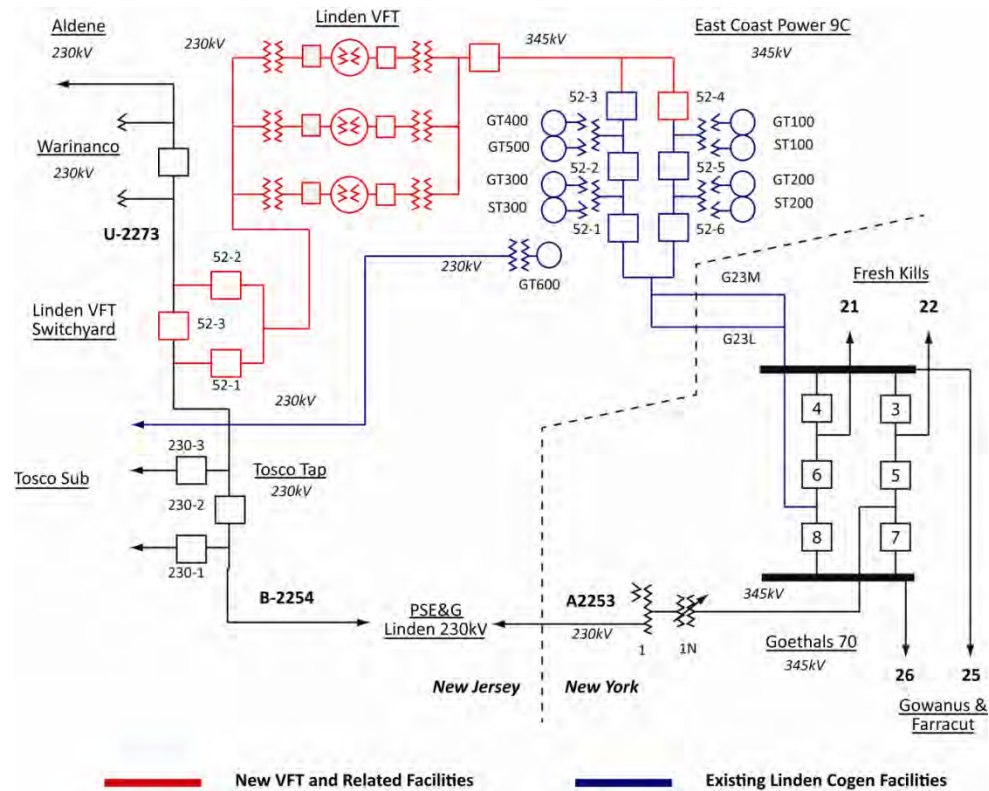 Linden VFT
Aldene
230kV
230kV
345kV
East Coast Power 9C
345kV
52-3
52-4
GT400
GT500
GT100
ST100
Warinanco
230kV
52-2
52-5
GT300
ST300
GT200
ST200
52-1
52-6
U-2273
52-2
230kV
GT600
G23M
Fresh Kills
21
22
Linden VFT
Switchyard
52-3
G23L
52-1
230kV
4
3
230-3
Tosco Sub
Tosco Tap
230kV
6
5
230-2
8
7
230-1
B-2254
PSE&G
Linden 230kV
A2253
230kV
345kV
1
1N
Goethals 70
345kV
New Jersey
New York
26
25
Gowanus &
Farracut
New VFT and Related Facilities
Existing Linden Cogen Facilities